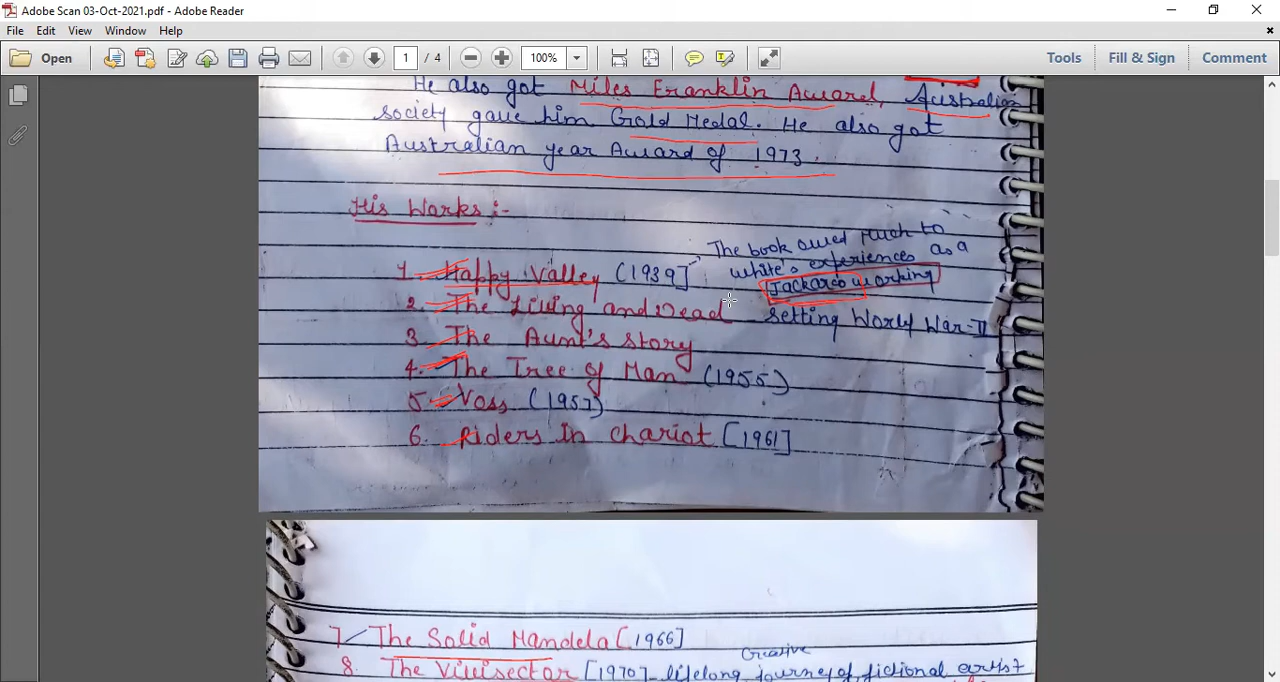 Adobe Scan 03-Oct-2021.pdf - Adobe Reader
File Edit View Window Help
Open 1 / 4 100% Tools Fill & Sign Comment
He also got Miles Franklin Award, Australian
society gave him Gold Medal. He also got
Australian year Award of 1973.
His Works :-
The book owed much to
white's experiences as a
Jackaroo working
1. Happy Valley (1939]
2. The Living and Dead setting Worly War-II
3. The Aunt's story
4. The Tree of Man (1955)
5. Voss (1957)
6. Riders In Chariot [1961]
7. The Solid Mandela [1966]
Creative
8. The Vivisector [1970] lifelong journey of fictional artist